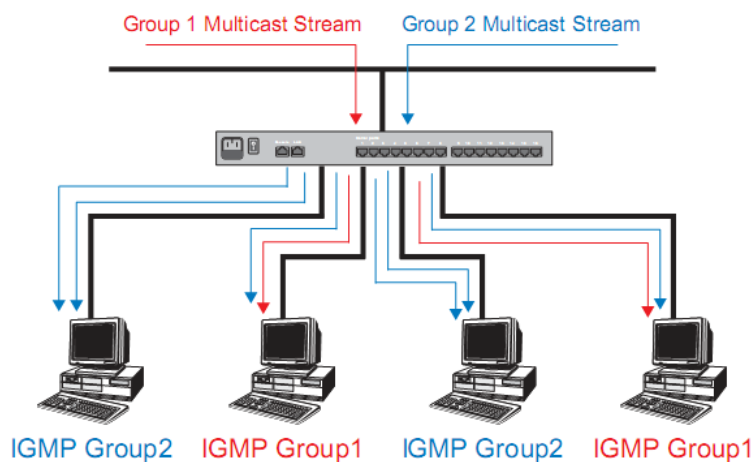 Group 1 Multicast Stream
Group 2 Multicast Stream
IGMP Group2
IGMP Group1
IGMP Group2
IGMP Group1